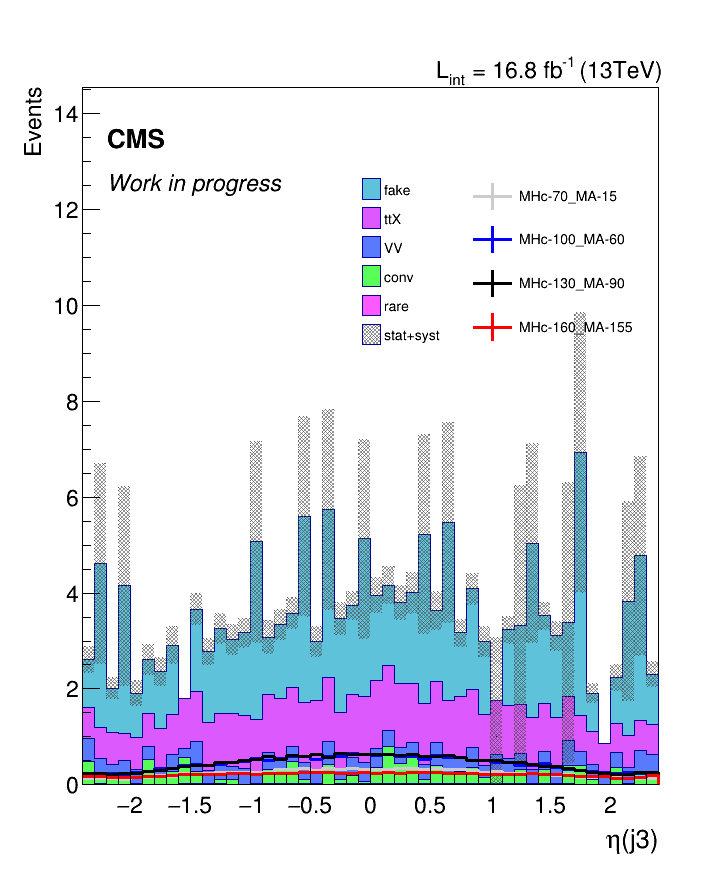 L_int = 16.8 fb^-1 (13TeV)
Events
CMS
Work in progress
fake
ttX
VV
conv
rare
stat+syst
MHc-70_MA-15
MHc-100_MA-60
MHc-130_MA-90
MHc-160_MA-155
14
12
10
8
6
4
2
0
−2 −1.5 −1 −0.5 0 0.5 1 1.5 2
η(j3)